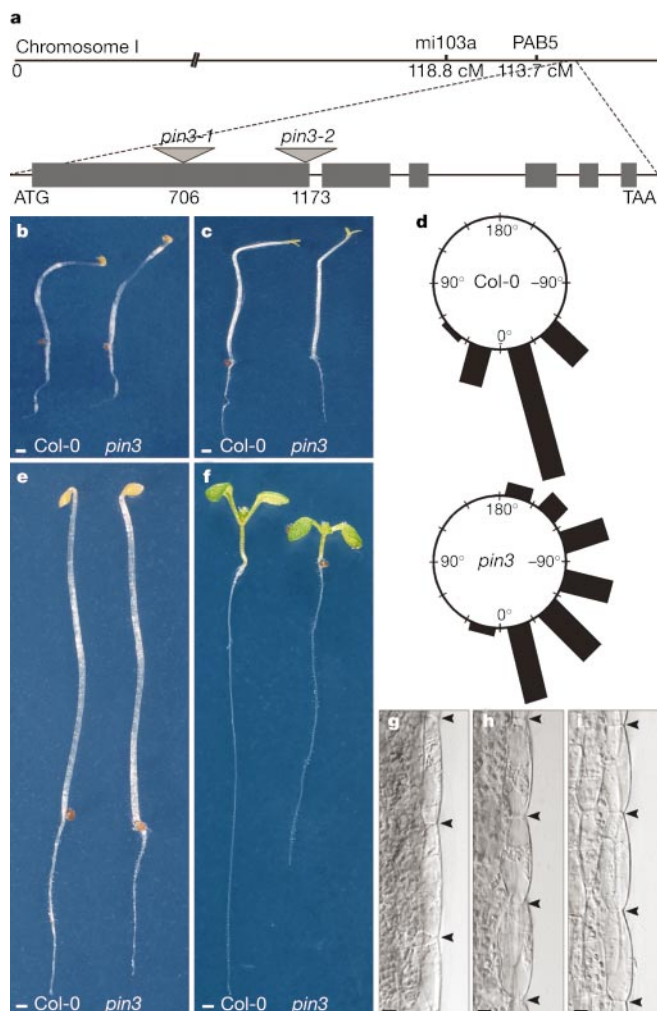 a
Chromosome I
mi103a PAB5
0 118.8 cM 113.7 cM
pin3-1 pin3-2
ATG 706 1173 TAA
b c d
180°
90° Col-0 –90°
0°
Col-0 pin3 Col-0 pin3
e f
180°
90° pin3 –90°
0°
g h i
Col-0 pin3 Col-0 pin3